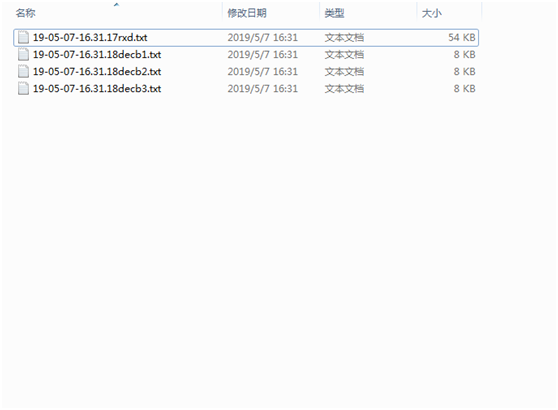 名称 修改日期 类型 大小
19-05-07-16.31.17rxd.txt 2019/5/7 16:31 文本文档 54 KB
19-05-07-16.31.18decb1.txt 2019/5/7 16:31 文本文档 8 KB
19-05-07-16.31.18decb2.txt 2019/5/7 16:31 文本文档 8 KB
19-05-07-16.31.18decb3.txt 2019/5/7 16:31 文本文档 8 KB